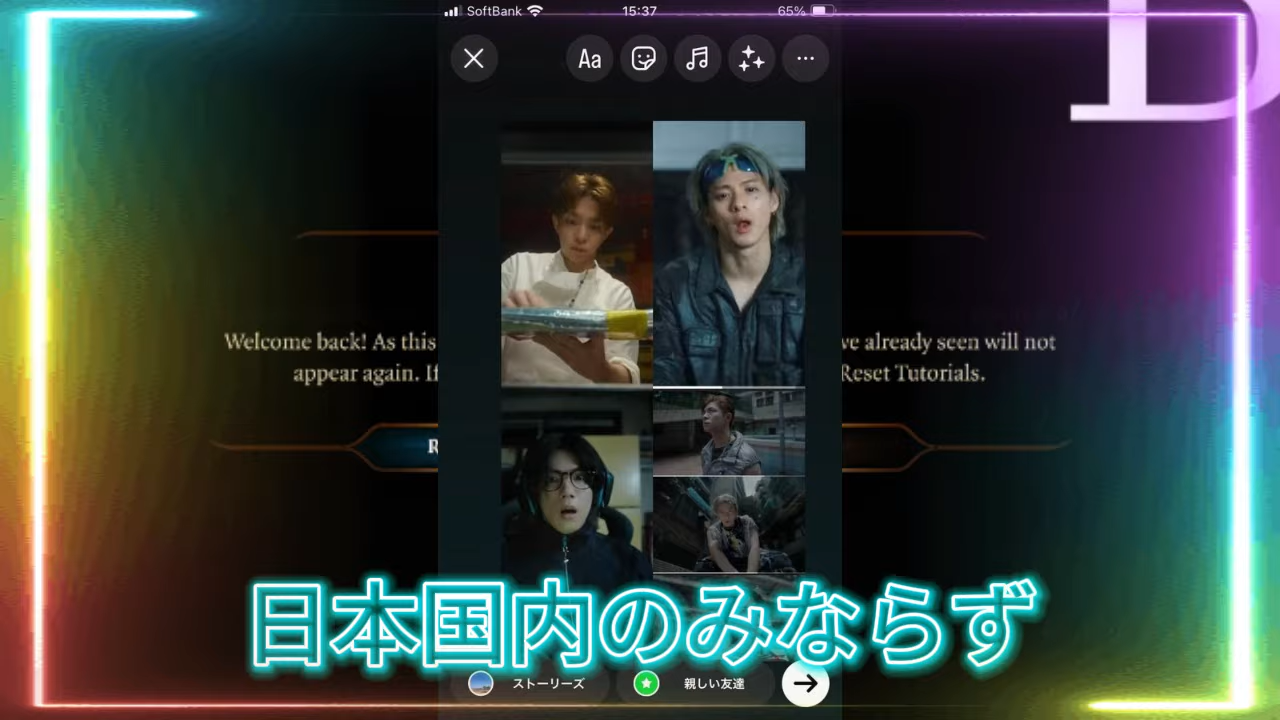 SoftBank 15:37 65%
Aa
Welcome back! As this
ve already seen will not
appear again. If
Reset Tutorials.
日本国内のみならず
ストーリーズ 親しい友達